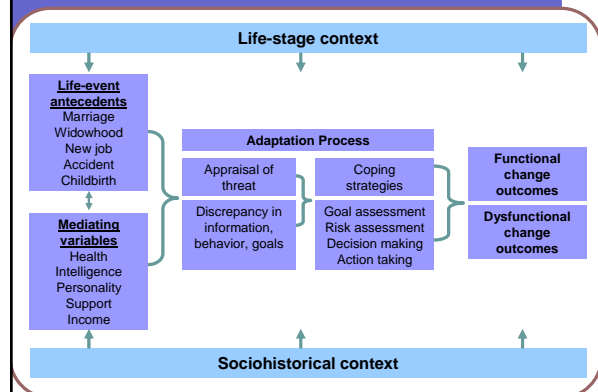 Life-stage context
Life-event
antecedents
Marriage
Widowhood
New job
Accident
Childbirth
Mediating
variables
Health
Intelligence
Personality
Support
Income
Adaptation Process
Appraisal of
threat
Discrepancy in
information,
behavior, goals
Coping
strategies
Goal assessment
Risk assessment
Decision making
Action taking
Functional
change
outcomes
Dysfunctional
change
outcomes
Sociohistorical context